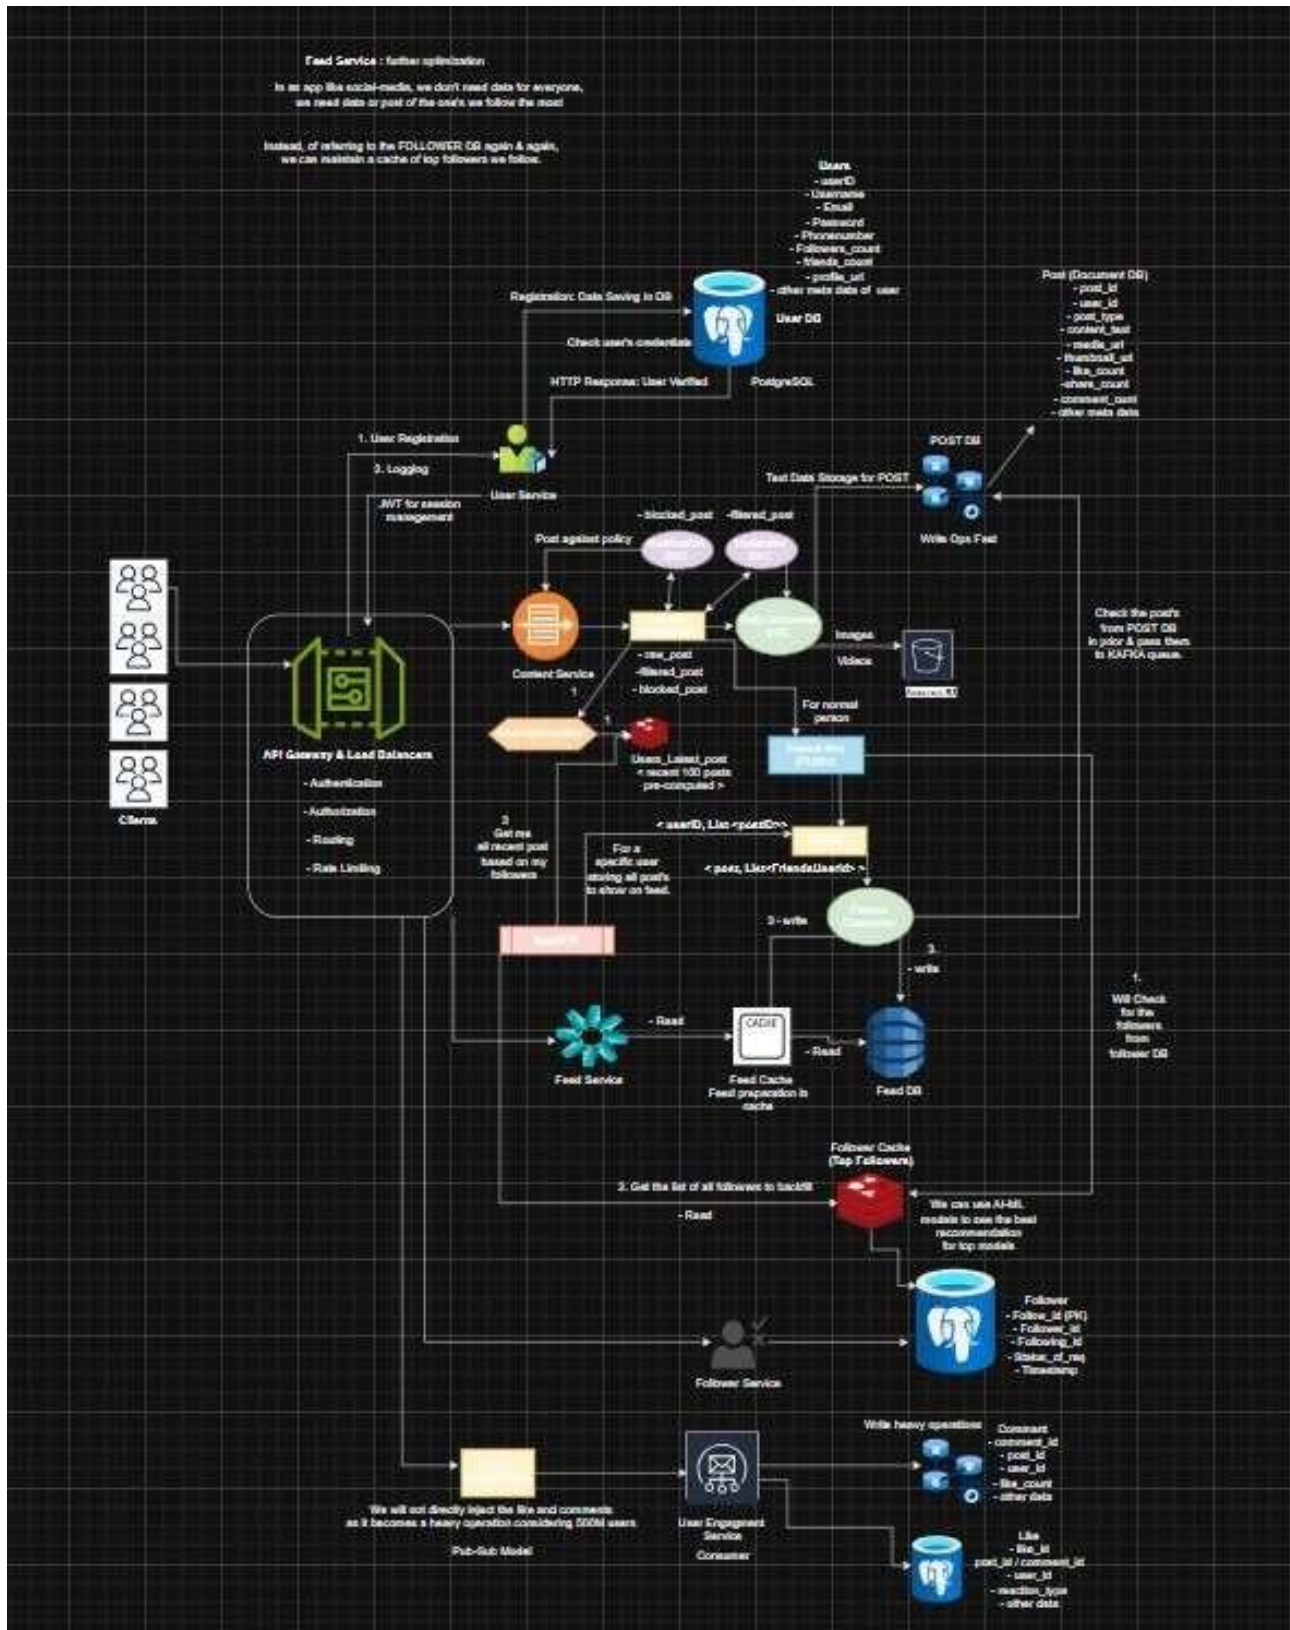 Feed Service : further optimization
In an app like social-media, we don't need data for everyone,
we need data or post of the one's we follow the most
Instead, of referring to the FOLLOWER DB again & again,
we can maintain a cache of top followers we follow.
Users
- userID
- Username
- Email
- Password
- Phonenumber
- Followers_count
- friends_count
- profile_url
- other meta data of user
User DB
PostgreSQL
Registration: Data Saving in DB
Check user's credential
HTTP Response: User Verified
Post (Document DB)
- post_id
- user_id
- post_type
- content_text
- media_url
- thumbnail_url
- like_count
-share_count
- comment_ount
- other meta data
1. User Registration
2. Logging
User Service
JWT for session
management
POST DB
Text Data Storage for POST
Write Ops Fast
- blocked_post
-filtered_post
Post against policy
Content Service
- raw_post
-filtered_post
- blocked_post
Images
Videos
Check the post's
from POST DB
in prior & pass them
to KAFKA queue.
Clients
API Gateway & Load Balancers
- Authentication
- Authorization
- Routing
- Rate Limiting
1
1
Users_Latest_post
< recent 100 posts
pre-computed >
For normal
person
3
Get me
all recent post
based on my
followers
For a
specific user
storing all post's
to show on feed.
< userID, List <postID>>
< post, List<FriendsUserId> >
3 - write
3.
- write
1.
Will Check
for the
followers
from
follower DB
Feed Service
- Read
CACHE
Feed Cache
Feed preparation in
cache
- Read
Feed DB
Follower Cache
(Top Followers)
2. Get the list of all followers to backfill
- Read
We can use AI-ML
models to see the best
recommendation
for top models
Follower
- Follow_id (PK)
- Follower_id
- Following_id
- Status_of_req
- Timestamp
Follower Service
Write heavy operations
Comment
- comment_id
- post_id
- user_id
- like_count
- other data
We will not directly inject the like and comments
as it becomes a heavy operation considering 500M users
Pub-Sub Model
User Engagment
Service
Consumer
Like
- like_id
post_id / comment_id
- user_id
- reaction_type
- other data